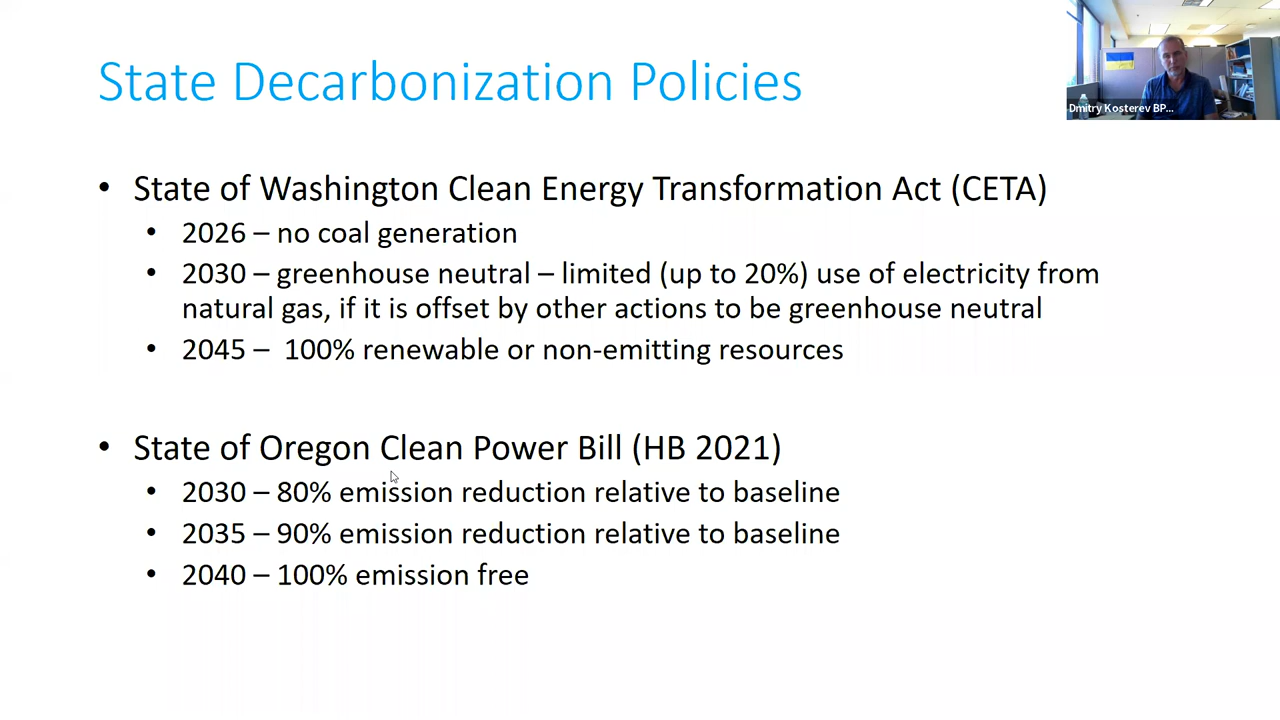 State Decarbonization Policies
Dmitry Kosterev BP...
• State of Washington Clean Energy Transformation Act (CETA)
• 2026 – no coal generation
• 2030 – greenhouse neutral – limited (up to 20%) use of electricity from
natural gas, if it is offset by other actions to be greenhouse neutral
• 2045 – 100% renewable or non-emitting resources
• State of Oregon Clean Power Bill (HB 2021)
• 2030 – 80% emission reduction relative to baseline
• 2035 – 90% emission reduction relative to baseline
• 2040 – 100% emission free